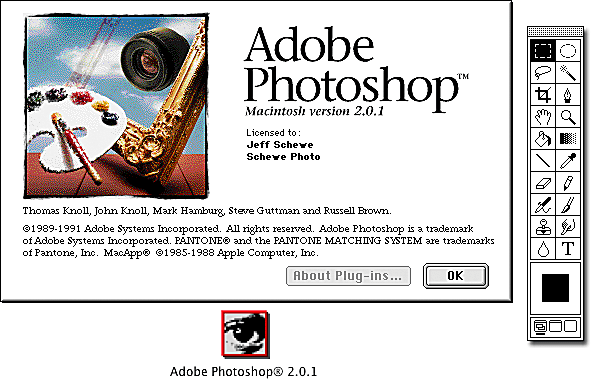 Adobe
Photoshop™
Macintosh version 2.0.1
Licensed to:
Jeff Schewe
Schewe Photo
Thomas Knoll, John Knoll, Mark Hamburg, Steve Guttman and Russell Brown.
©1989-1991 Adobe Systems Incorporated. All rights reserved. Adobe Photoshop is a trademark
of Adobe Systems Incorporated. PANTONE® and the PANTONE MATCHING SYSTEM are trademarks
of Pantone, Inc. MacApp® ©1985-1988 Apple Computer, Inc.
About Plug-ins...
OK
T
Adobe Photoshop® 2.0.1